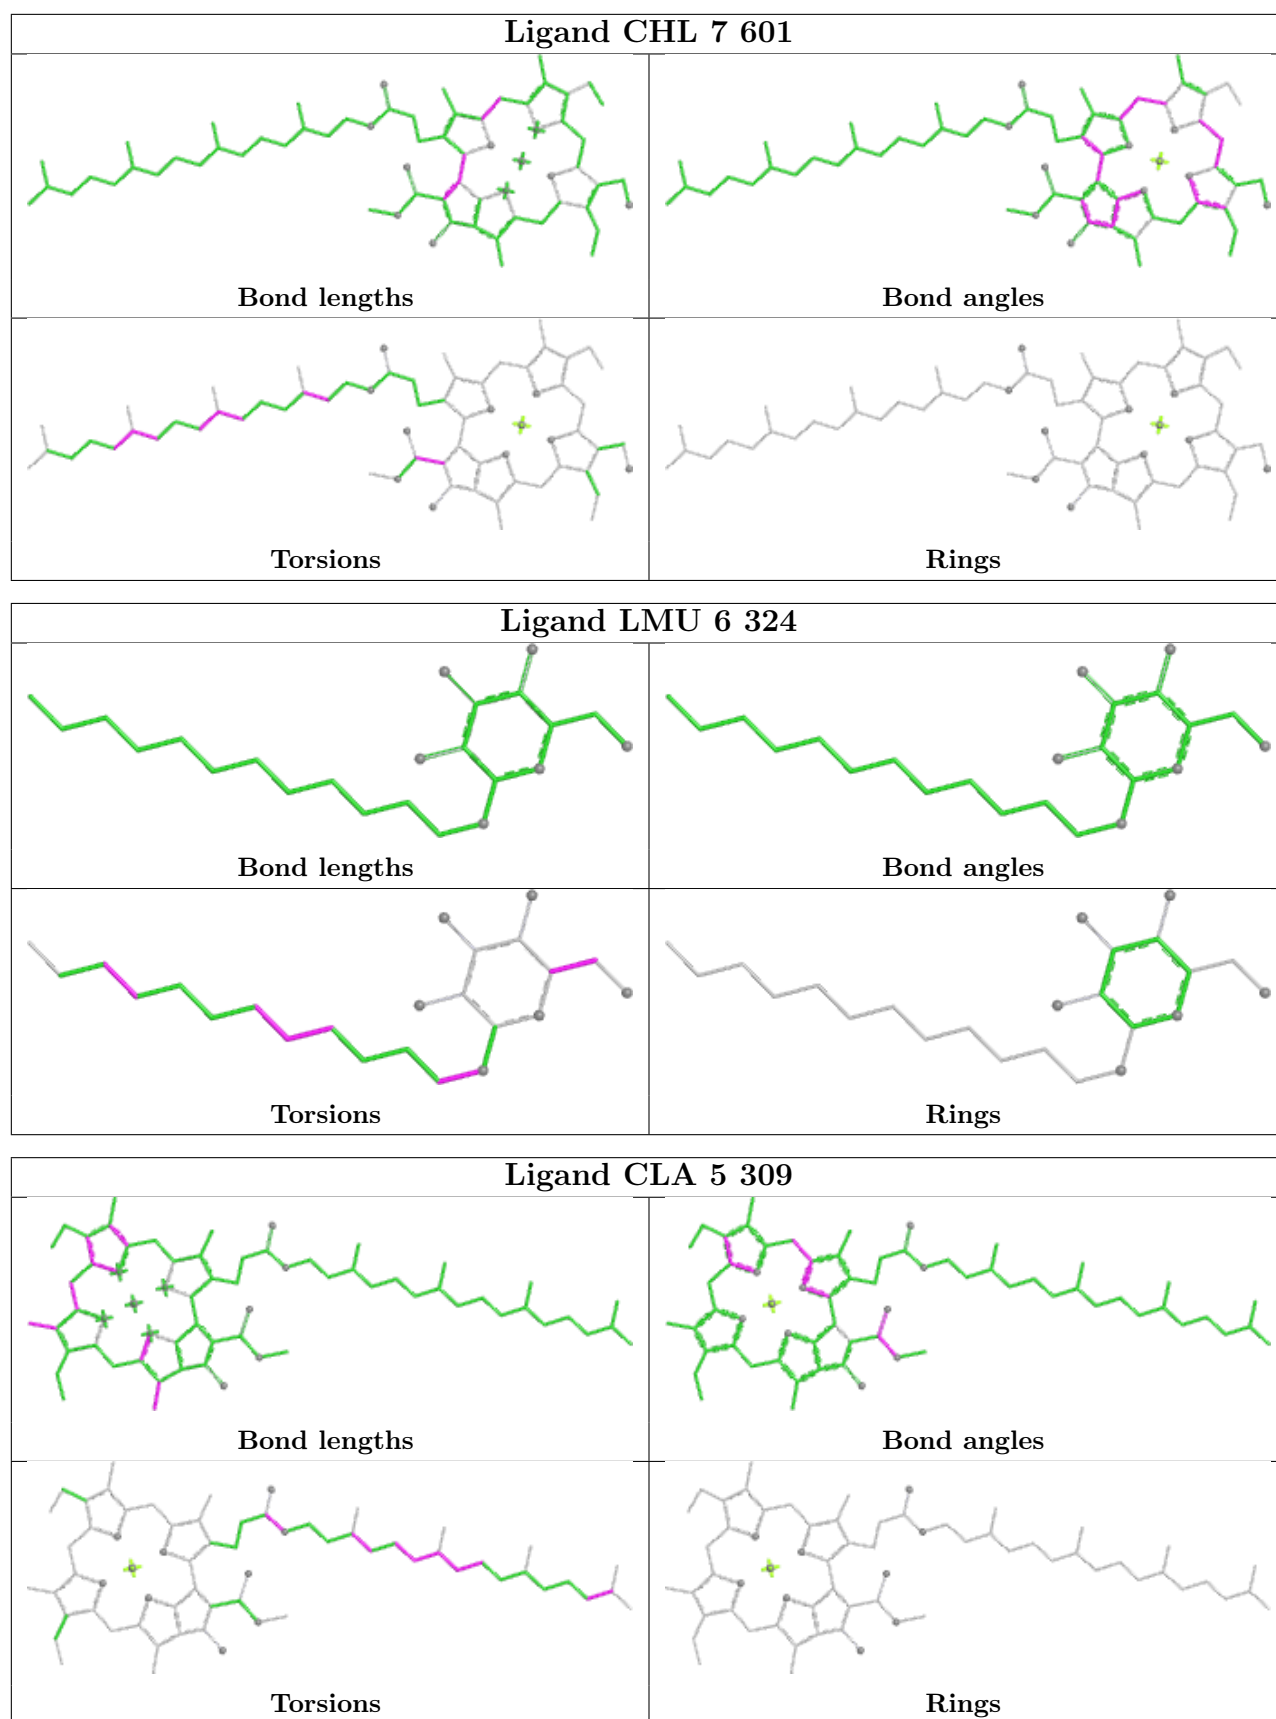 Ligand CHL 7 601
Bond lengths
Bond angles
Torsions
Rings
Ligand LMU 6 324
Bond lengths
Bond angles
Torsions
Rings
Ligand CLA 5 309
Bond lengths
Bond angles
Torsions
Rings